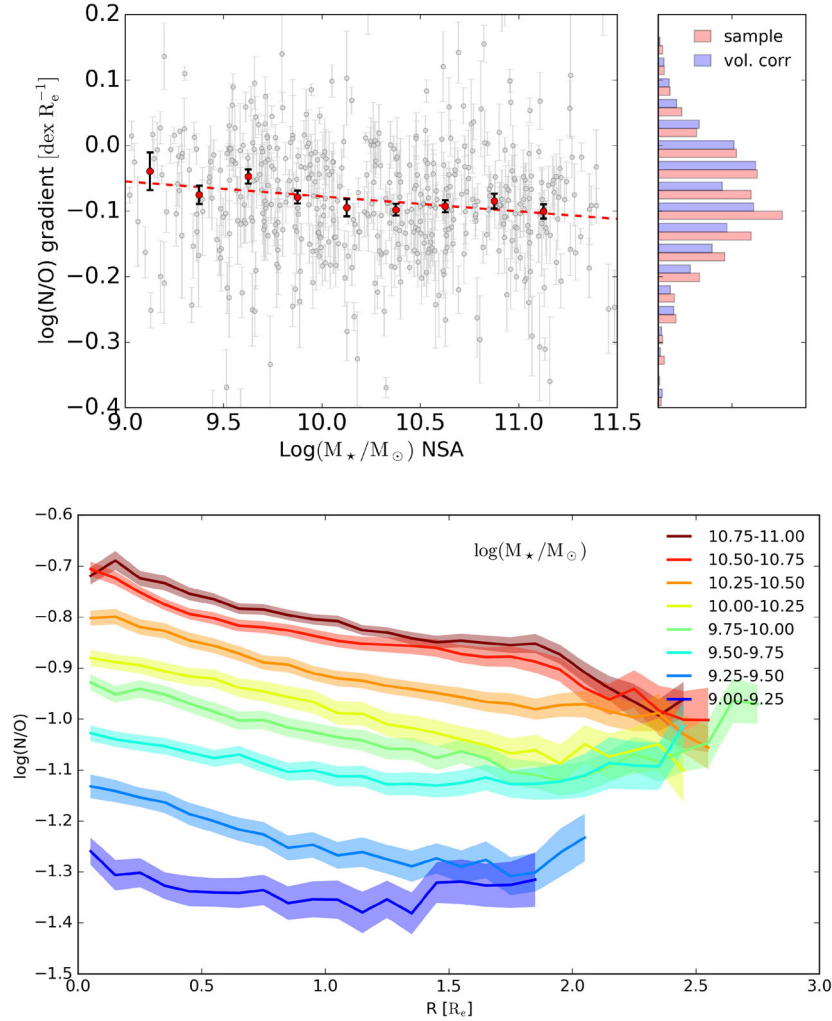 0.2
0.1
0.0
−0.1
−0.2
−0.3
−0.4
log(N/O) gradient [dex R_e^{-1}]
9.0 9.5 10.0 10.5 11.0 11.5
Log(M⋆/M⊙) NSA
sample
vol. corr
−0.6
−0.7
−0.8
−0.9
−1.0
−1.1
−1.2
−1.3
−1.4
−1.5
log(N/O)
log(M⋆/M⊙)
10.75-11.00
10.50-10.75
10.25-10.50
10.00-10.25
9.75-10.00
9.50-9.75
9.25-9.50
9.00-9.25
0.0 0.5 1.0 1.5 2.0 2.5 3.0
R [R_e]